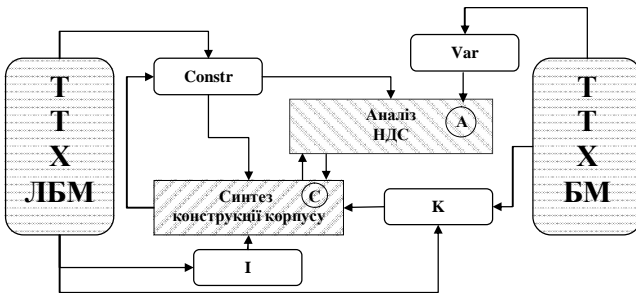 Т
Т
Х
ЛБМ
Constr
Var
Аналіз
НДС
А
Т
Т
Х
БМ
Синтез
конструкції корпусу
С
К
І